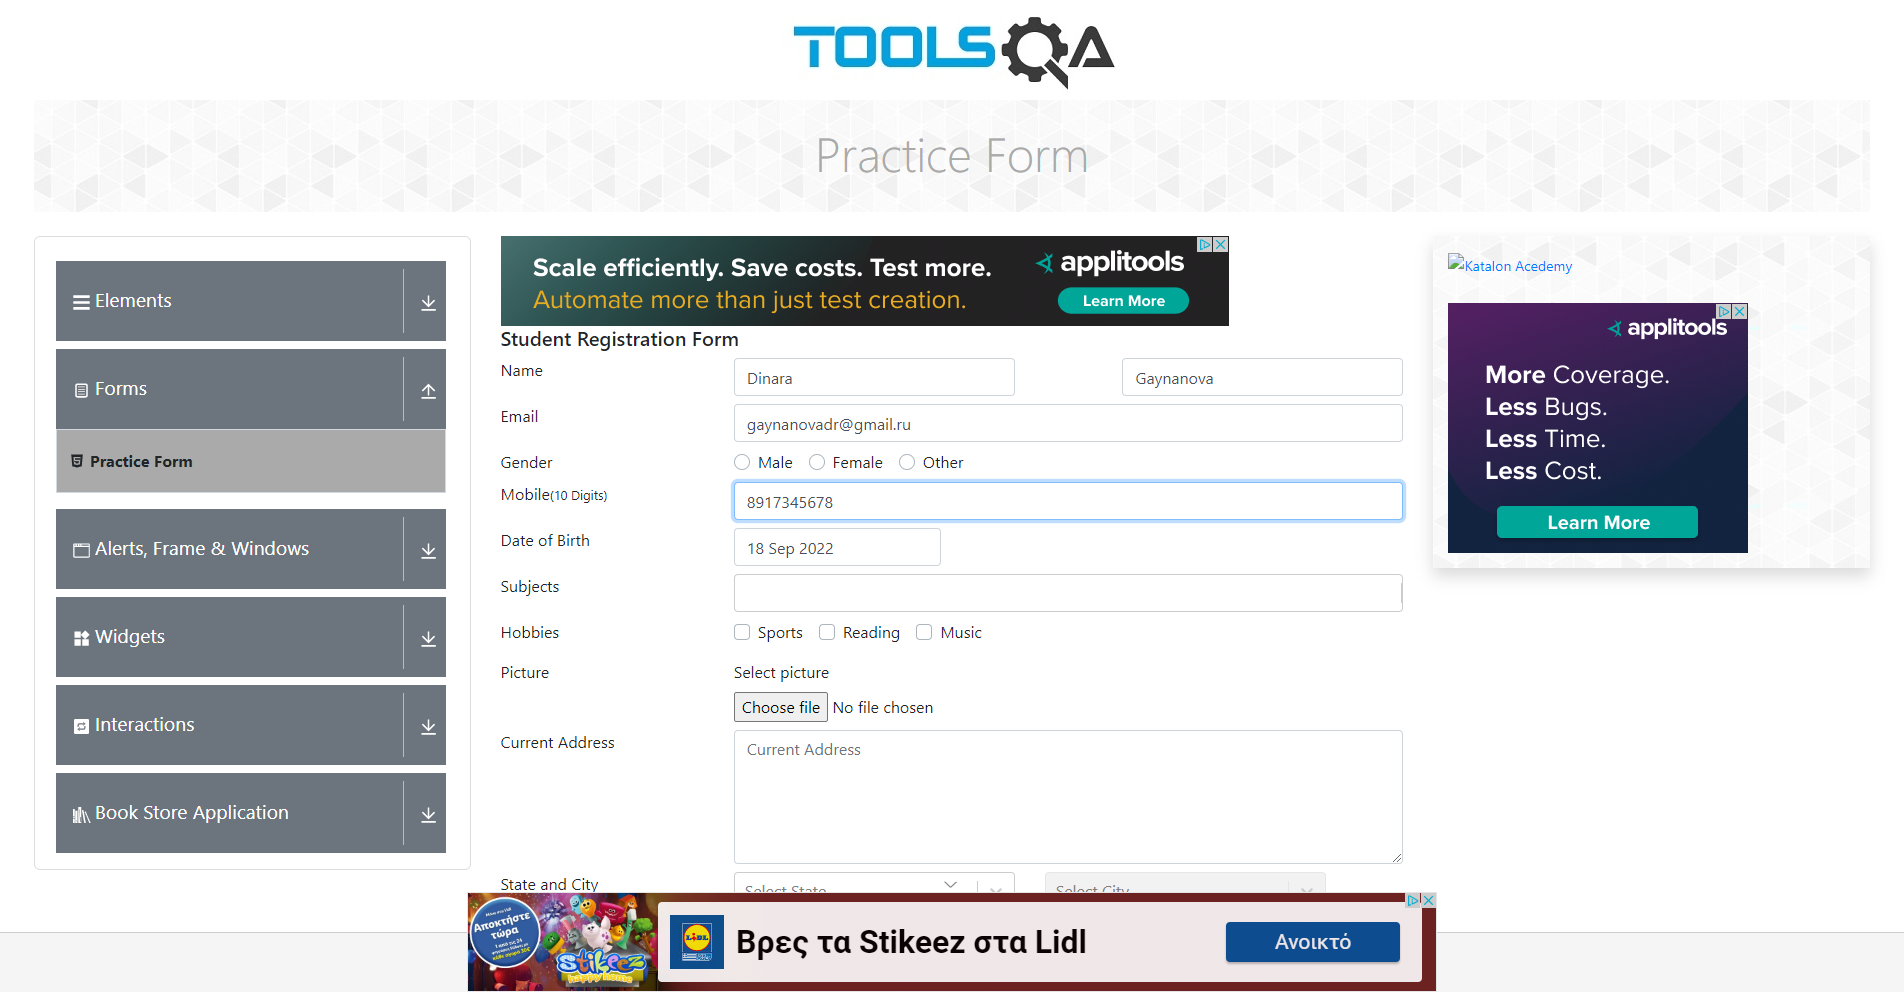 TOOLSQA
Practice Form
Elements
Forms
Practice Form
Alerts, Frame & Windows
Widgets
Interactions
Book Store Application
Scale efficiently. Save costs. Test more.
Automate more than just test creation.
applitools
Learn More
Student Registration Form
Name
Dinara
Gaynanova
Email
gaynanovadr@gmail.ru
Gender
Male
Female
Other
Mobile(10 Digits)
8917345678
Date of Birth
18 Sep 2022
Subjects
Hobbies
Sports
Reading
Music
Picture
Select picture
Choose file
No file chosen
Current Address
Current Address
State and City
Select State
Select City
Katalon Acedemy
applitools
More Coverage.
Less Bugs.
Less Time.
Less Cost.
Learn More
Αποκτήστε
τώρα
Stikeez
happy home
LIDL
Βρες τα Stikeez στα Lidl
Ανοικτό